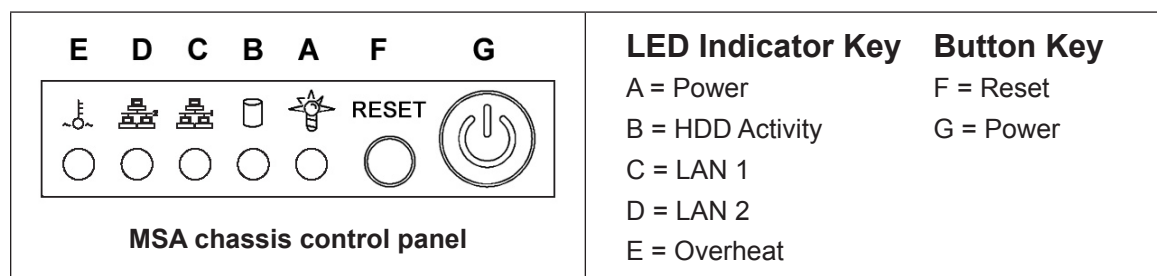 E D C B A F G
RESET
MSA chassis control panel
LED Indicator Key
A = Power
B = HDD Activity
C = LAN 1
D = LAN 2
E = Overheat
Button Key
F = Reset
G = Power